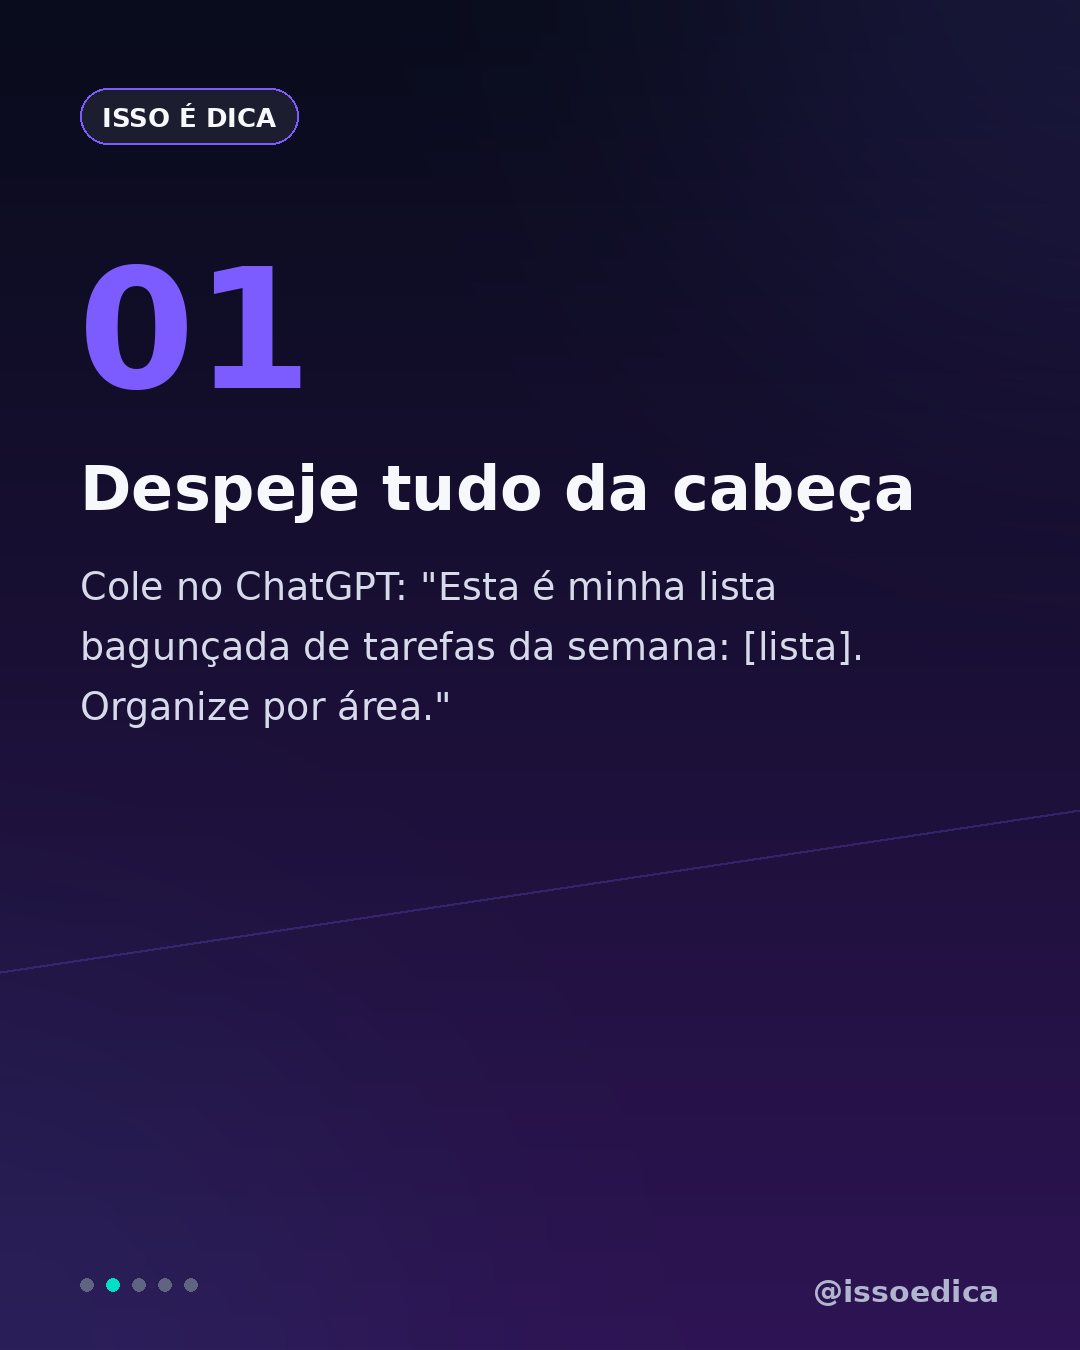 ISSO É DICA
01
Despeje tudo da cabeça
Cole no ChatGPT: "Esta é minha lista
bagunçada de tarefas da semana: [lista].
Organize por área."
@issoedica